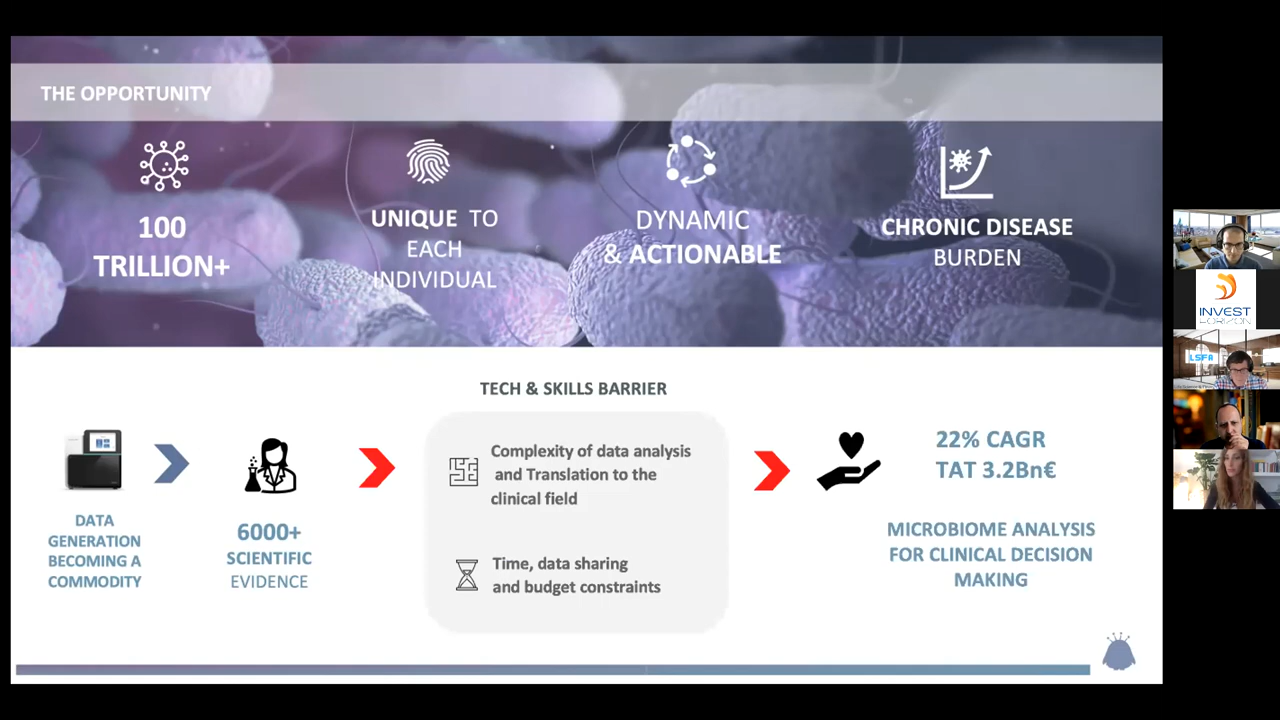 THE OPPORTUNITY
100
TRILLION+
UNIQUE TO
EACH
INDIVIDUAL
DYNAMIC
& ACTIONABLE
CHRONIC DISEASE
BURDEN
TECH & SKILLS BARRIER
DATA
GENERATION
BECOMING A
COMMODITY
6000+
SCIENTIFIC
EVIDENCE
Complexity of data analysis
and Translation to the
clinical field
Time, data sharing
and budget constraints
22% CAGR
TAT 3.2Bn€
MICROBIOME ANALYSIS
FOR CLINICAL DECISION
MAKING
INVEST
HORIZON
LSFA